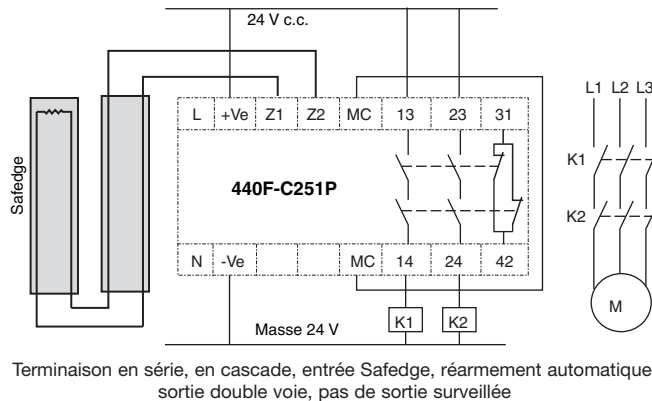 24 V c.c.
L +Ve Z1 Z2 MC 13 23 31
L1 L2 L3
Safedge
440F-C251P
K1
K2
N -Ve MC 14 24 42
K1 K2
M
Masse 24 V
Terminaison en série, en cascade, entrée Safedge, réarmement automatique
sortie double voie, pas de sortie surveillée